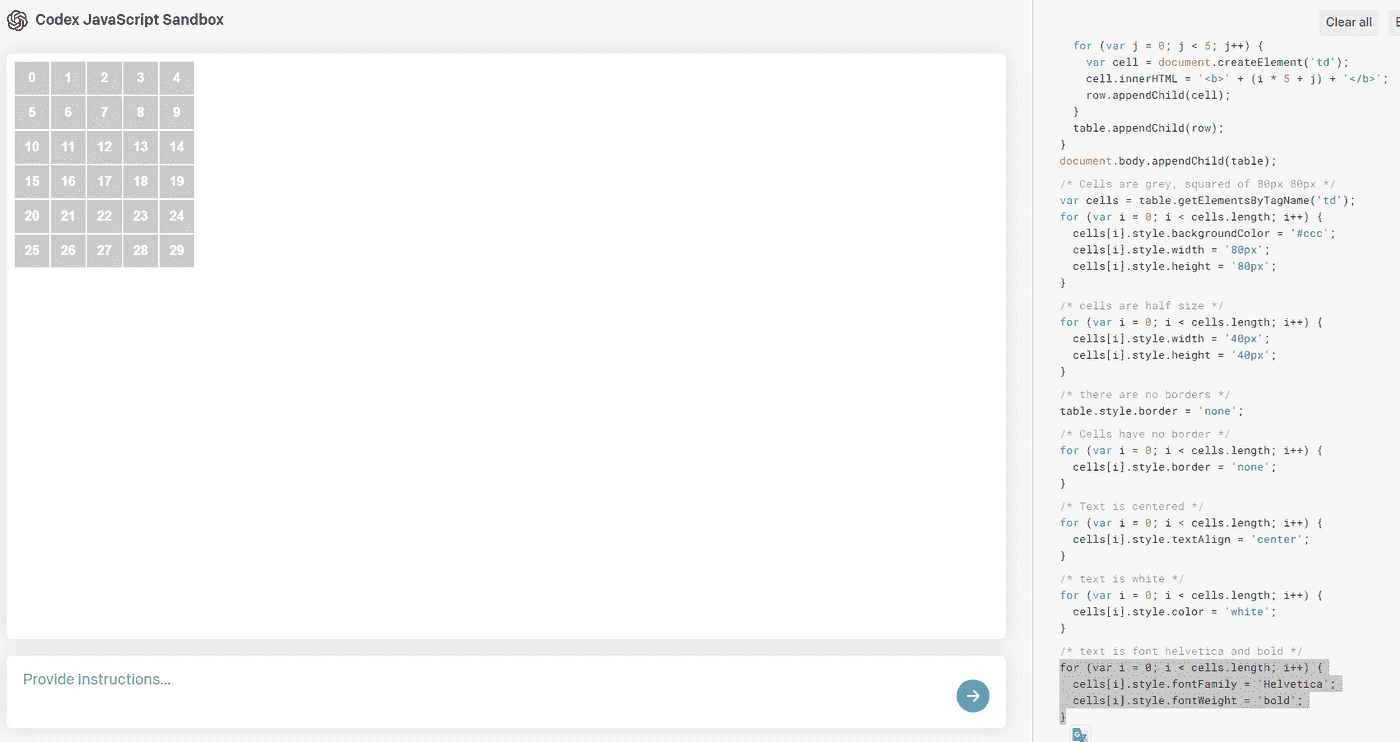 Codex JavaScript Sandbox
0 1 2 3 4
5 6 7 8 9
10 11 12 13 14
15 16 17 18 19
20 21 22 23 24
25 26 27 28 29
Provide instructions...
Clear all
for (var j = 0; j < 5; j++) {
var cell = document.createElement('td');
cell.innerHTML = '<b>' + (i * 5 + j) + '</b>';
row.appendChild(cell);
}
table.appendChild(row);
}
document.body.appendChild(table);
/* Cells are grey, squared of 80px 80px */
var cells = table.getElementsByTagName('td');
for (var i = 0; i < cells.length; i++) {
cells[i].style.backgroundColor = '#ccc';
cells[i].style.width = '80px';
cells[i].style.height = '80px';
}
/* cells are half size */
for (var i = 0; i < cells.length; i++) {
cells[i].style.width = '40px';
cells[i].style.height = '40px';
}
/* there are no borders */
table.style.border = 'none';
/* Cells have no border */
for (var i = 0; i < cells.length; i++) {
cells[i].style.border = 'none';
}
/* Text is centered */
for (var i = 0; i < cells.length; i++) {
cells[i].style.textAlign = 'center';
}
/* text is white */
for (var i = 0; i < cells.length; i++) {
cells[i].style.color = 'white';
}
/* text is font helvetica and bold */
for (var i = 0; i < cells.length; i++) {
cells[i].style.fontFamily = 'Helvetica';
cells[i].style.fontWeight = 'bold';
}